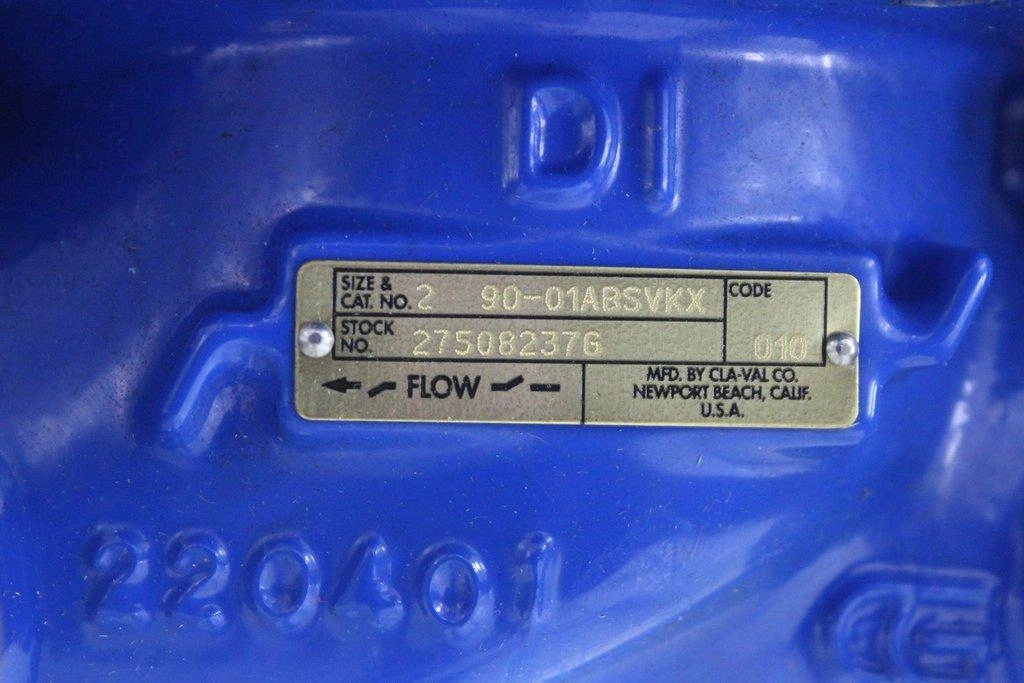 DI
SIZE &
CAT. NO. 2 90-01ABSVKX
CODE
STOCK
NO. 27508237G
010
FLOW
MFD. BY CLA-VAL CO.
NEWPORT BEACH, CALIF.
U.S.A.
220401